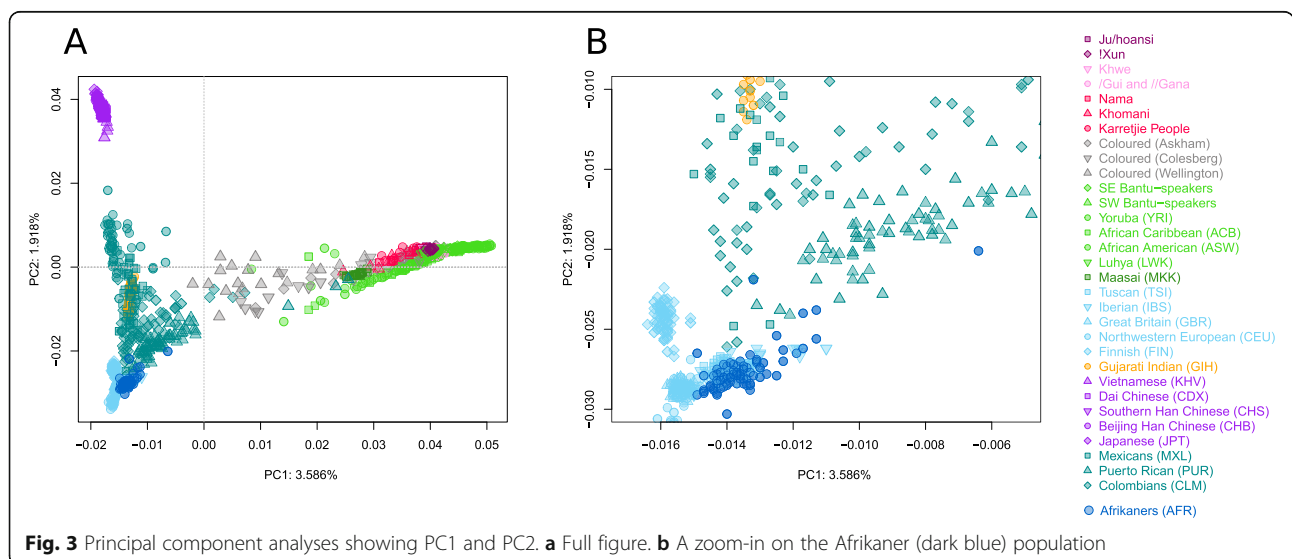 A
B
0.04
0.02
0.00
−0.02
PC2: 1.918%
−0.02
−0.01
0.00
0.01
0.02
0.03
0.04
0.05
PC1: 3.586%
−0.010
−0.015
−0.020
−0.025
−0.030
PC2: 1.918%
−0.016
−0.014
−0.012
−0.010
−0.008
−0.006
PC1: 3.586%
Ju/hoansi
!Xun
Khwe
/Gui and //Gana
Nama
Khomani
Karretjie People
Coloured (Askham)
Coloured (Colesberg)
Coloured (Wellington)
SE Bantu−speakers
SW Bantu−speakers
Yoruba (YRI)
African Caribbean (ACB)
African American (ASW)
Luhya (LWK)
Maasai (MKK)
Tuscan (TSI)
Iberian (IBS)
Great Britain (GBR)
Northwestern European (CEU)
Finnish (FIN)
Gujarati Indian (GIH)
Vietnamese (KHV)
Dai Chinese (CDX)
Southern Han Chinese (CHS)
Beijing Han Chinese (CHB)
Japanese (JPT)
Mexicans (MXL)
Puerto Rican (PUR)
Colombians (CLM)
Afrikaners (AFR)
Fig. 3 Principal component analyses showing PC1 and PC2. a Full figure. b A zoom-in on the Afrikaner (dark blue) population